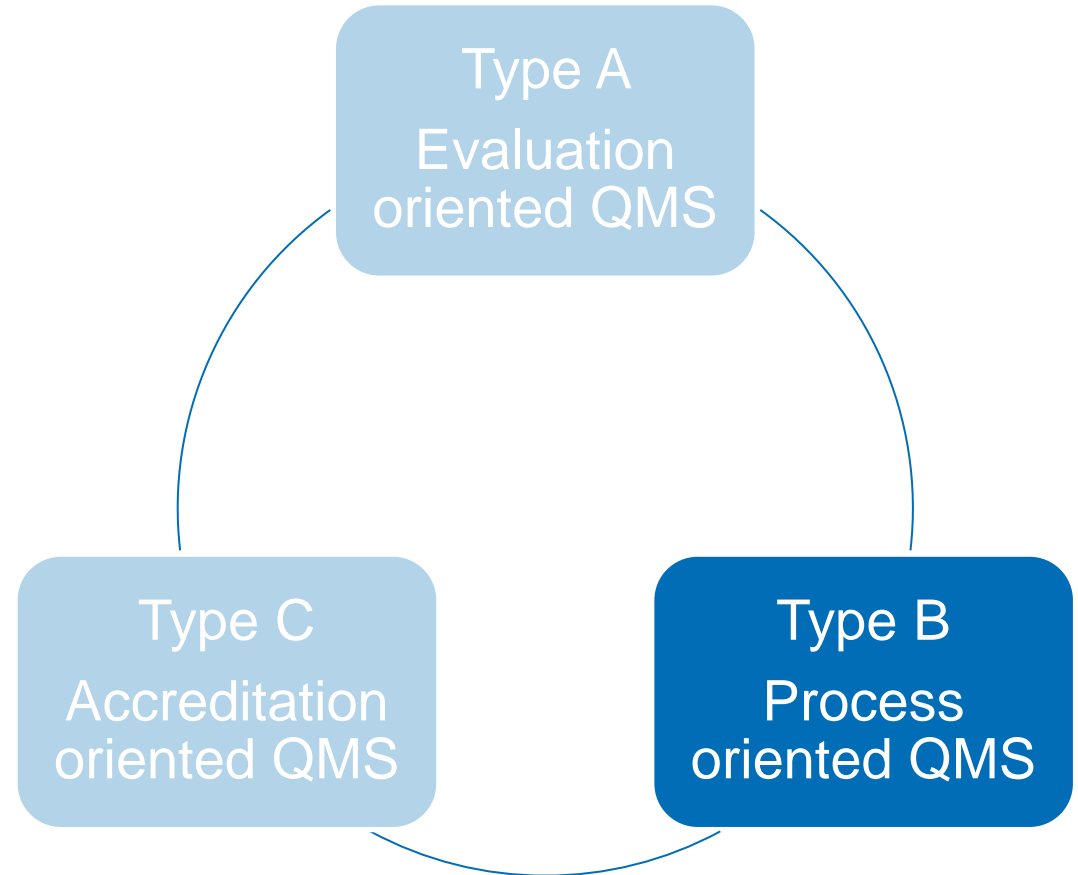 Type A
Evaluation
oriented QMS
Type C
Accreditation
oriented QMS
Type B
Process
oriented QMS